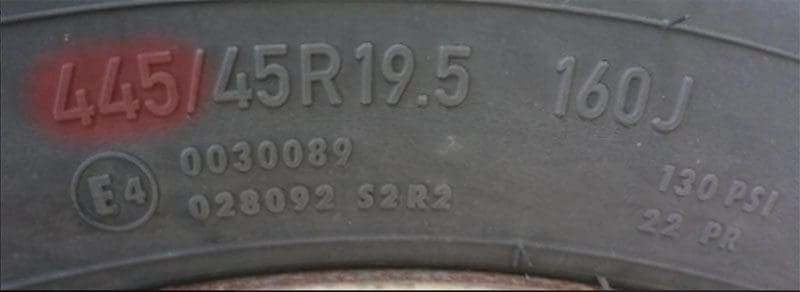 445/45R19.5 160J
E4
0030089
028092 S2R2
130 PSI
22 PR